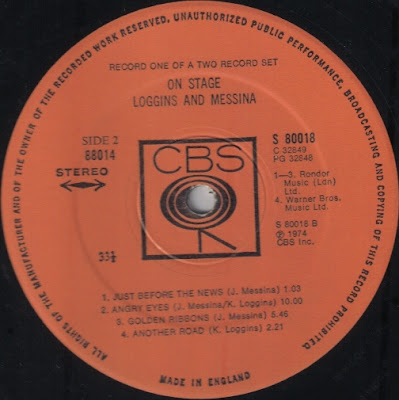 ALL RIGHTS OF THE MANUFACTURER AND OF THE OWNER OF THE RECORDED WORK RESERVED. UNAUTHORIZED PUBLIC PERFORMANCE, BROADCASTING AND COPYING OF THIS RECORD PROHIBITED.
RECORD ONE OF A TWO RECORD SET
ON STAGE
LOGGINS AND MESSINA
SIDE 2
88014
STEREO
33⅓
CBS
S 80018
C 32849
PG 32848
1—3. Rondor
Music (Ldn)
Ltd.
4. Warner Bros.
Music Ltd.
S 80018 B
℗ 1974
CBS Inc.
1. JUST BEFORE THE NEWS (J. Messina) 1.03
2. ANGRY EYES (J. Messina/K. Loggins) 10.00
3. GOLDEN RIBBONS (J. Messina) 5.46
4. ANOTHER ROAD (K. Loggins) 2.21
MADE IN ENGLAND